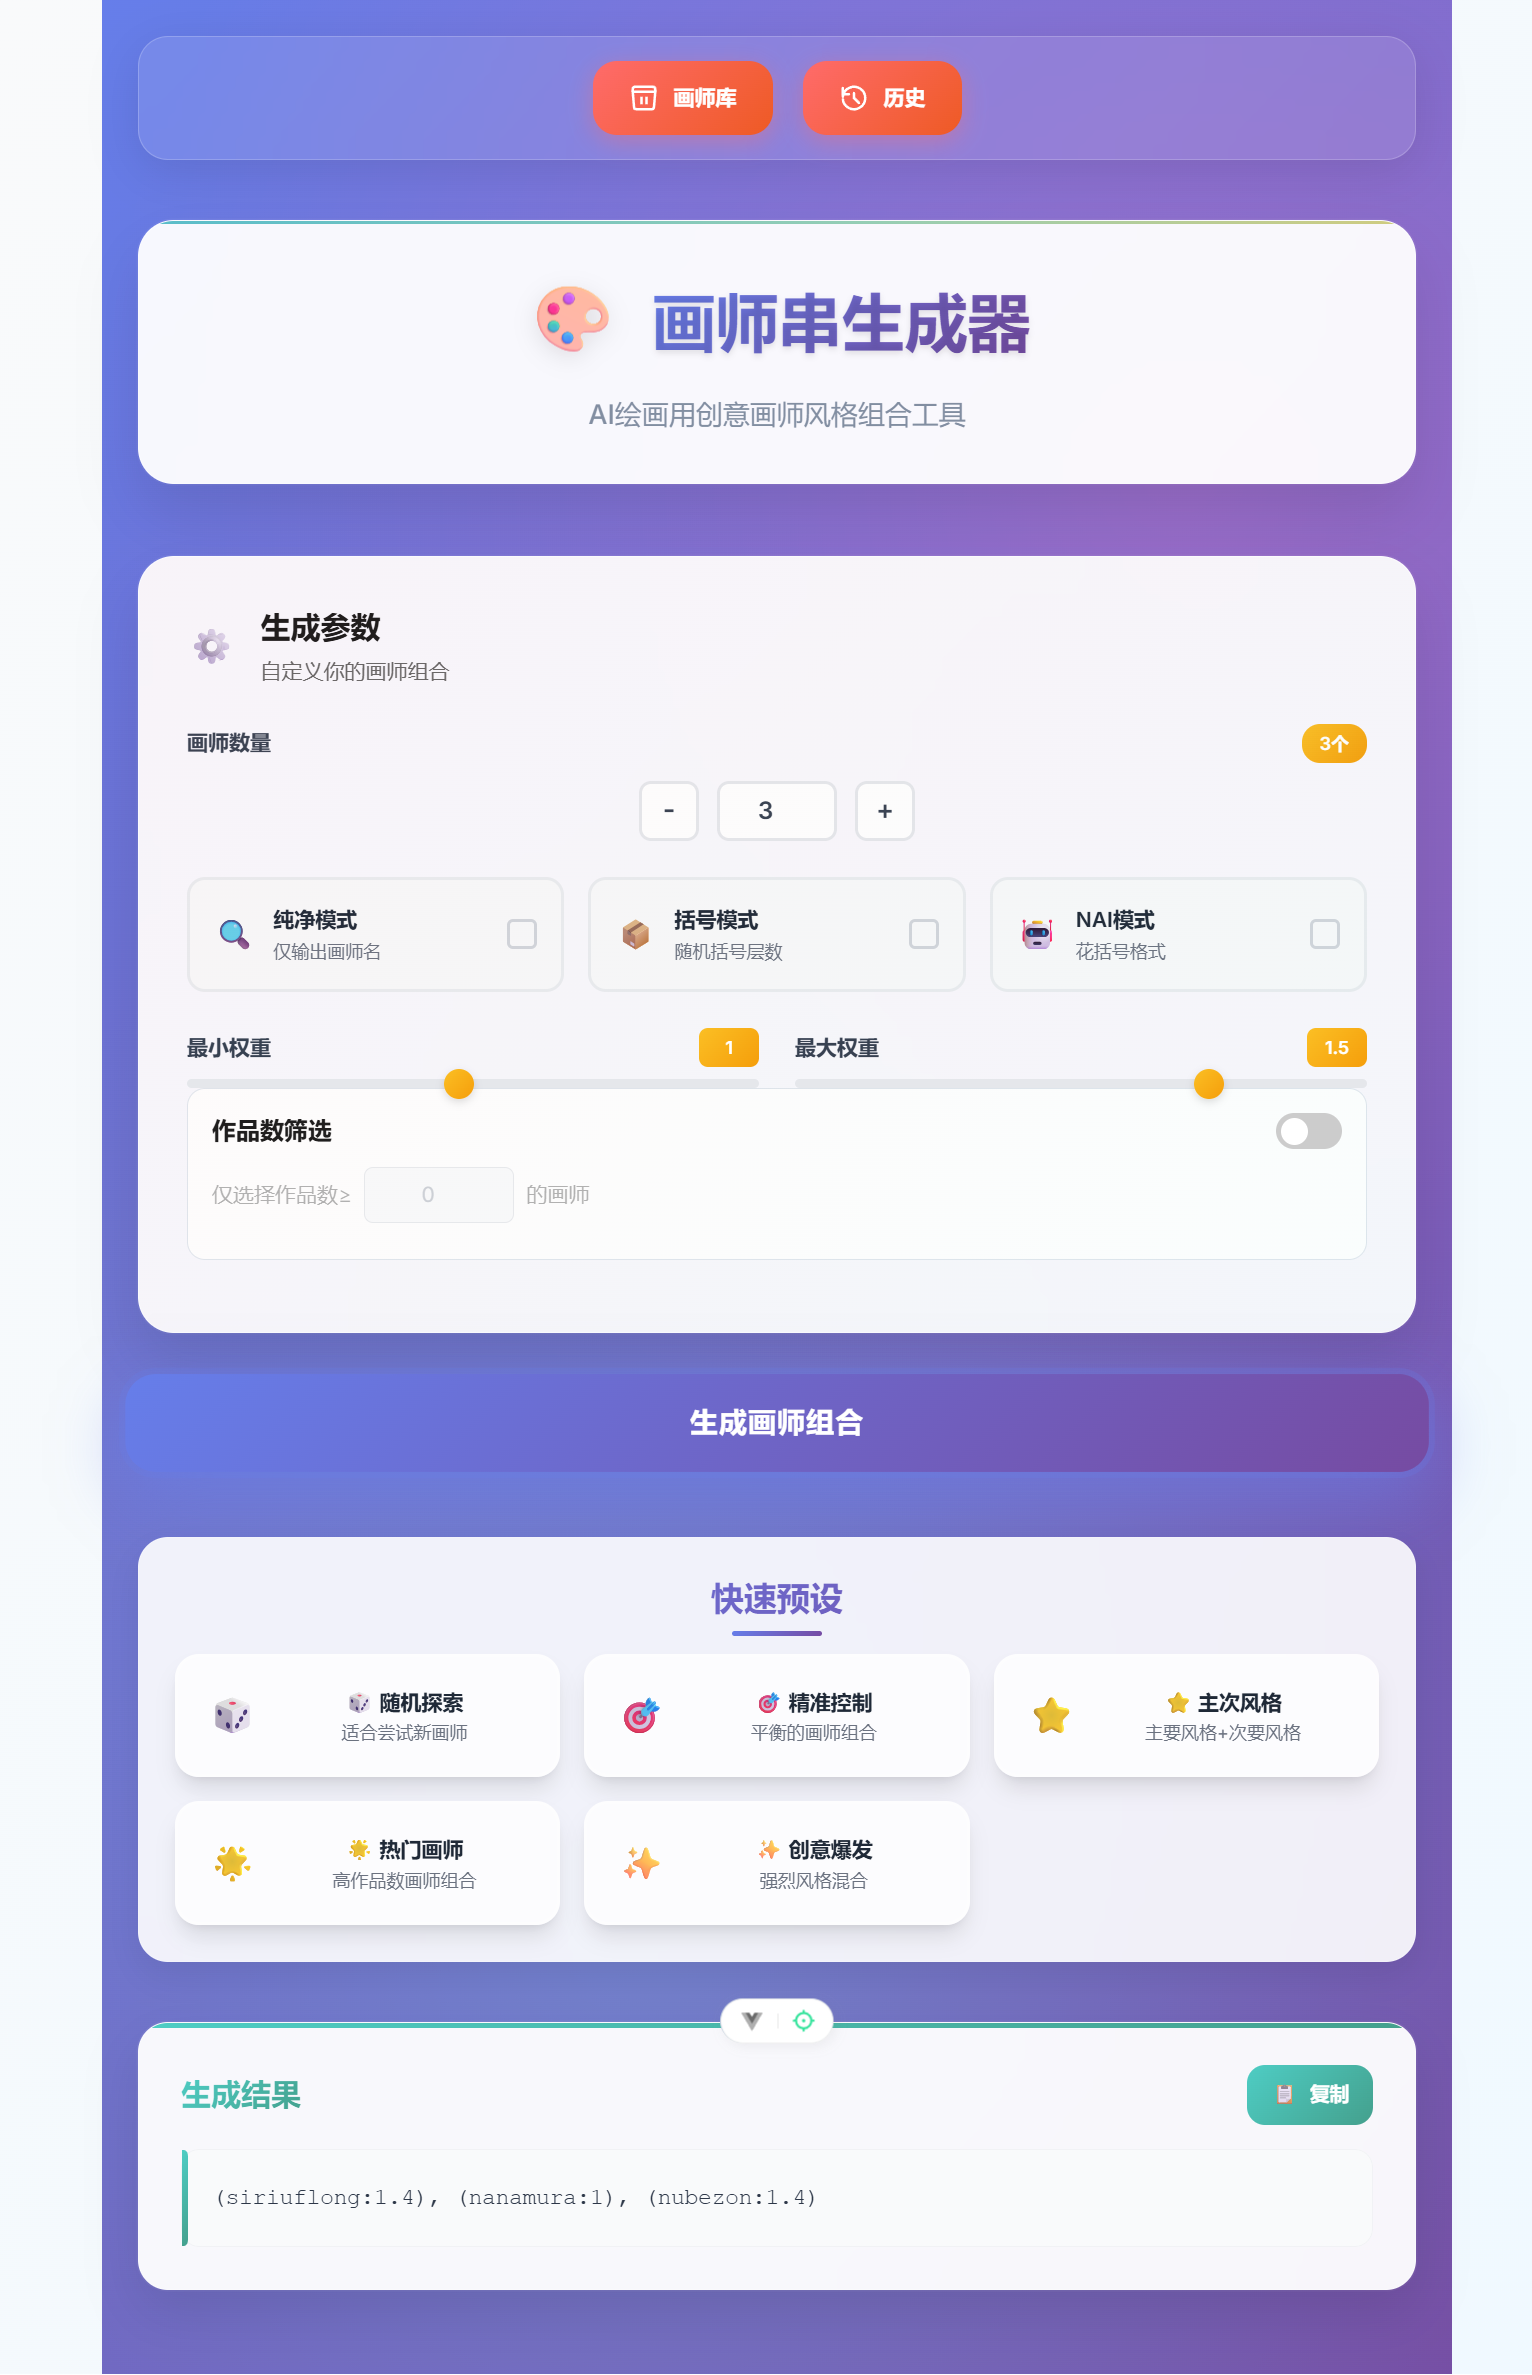 画师库
历史
画师串生成器
AI绘画用创意画师风格组合工具
生成参数
自定义你的画师组合
画师数量
3个
-
3
+
纯净模式
仅输出画师名
括号模式
随机括号层数
NAI模式
花括号格式
最小权重
1
最大权重
1.5
作品数筛选
仅选择作品数≥ 0 的画师
生成画师组合
快速预设
随机探索
适合尝试新画师
精准控制
平衡的画师组合
主次风格
主要风格+次要风格
热门画师
高作品数画师组合
创意爆发
强烈风格混合
生成结果
复制
(siriuflong:1.4), (nanamura:1), (nubezon:1.4)